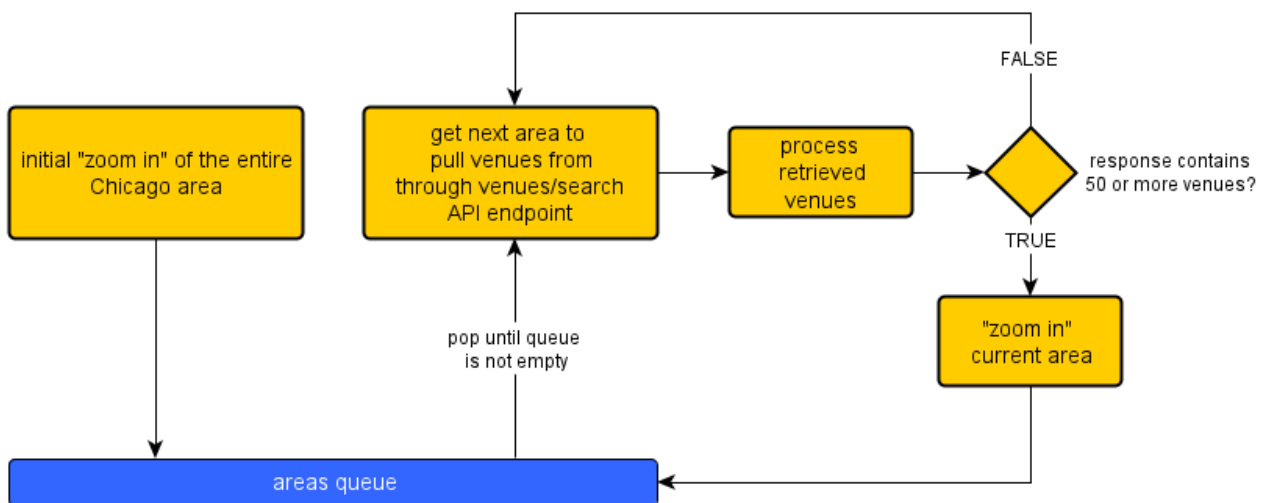 FALSE
initial "zoom in" of the entire
Chicago area
get next area to
pull venues from
through venues/search
API endpoint
process
retrieved
venues
response contains
50 or more venues?
TRUE
pop until queue
is not empty
"zoom in"
current area
areas queue